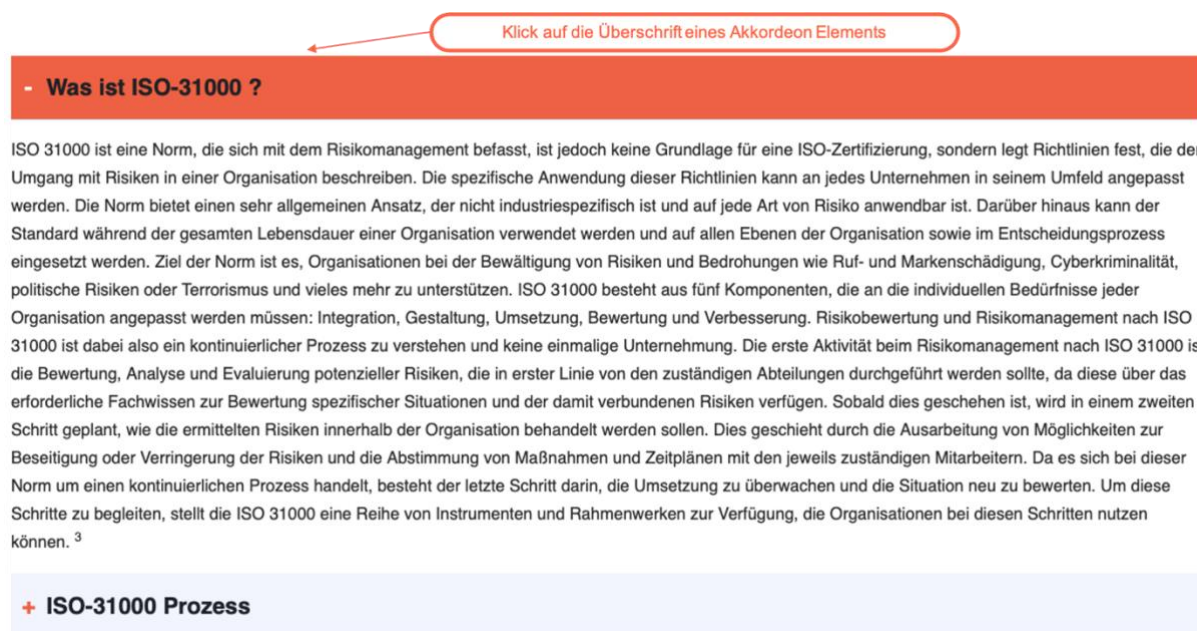 Klick auf die Überschrift eines Akkordeon Elements
- Was ist ISO-31000 ?
ISO 31000 ist eine Norm, die sich mit dem Risikomanagement befasst, ist jedoch keine Grundlage für eine ISO-Zertifizierung, sondern legt Richtlinien fest, die den
Umgang mit Risiken in einer Organisation beschreiben. Die spezifische Anwendung dieser Richtlinien kann an jedes Unternehmen in seinem Umfeld angepasst
werden. Die Norm bietet einen sehr allgemeinen Ansatz, der nicht industriespezifisch ist und auf jede Art von Risiko anwendbar ist. Darüber hinaus kann der
Standard während der gesamten Lebensdauer einer Organisation verwendet werden und auf allen Ebenen der Organisation sowie im Entscheidungsprozess
eingesetzt werden. Ziel der Norm ist es, Organisationen bei der Bewältigung von Risiken und Bedrohungen wie Ruf- und Markenschädigung, Cyberkriminalität,
politische Risiken oder Terrorismus und vieles mehr zu unterstützen. ISO 31000 besteht aus fünf Komponenten, die an die individuellen Bedürfnisse jeder
Organisation angepasst werden müssen: Integration, Gestaltung, Umsetzung, Bewertung und Verbesserung. Risikobewertung und Risikomanagement nach ISO
31000 ist dabei also ein kontinuierlicher Prozess zu verstehen und keine einmalige Unternehmung. Die erste Aktivität beim Risikomanagement nach ISO 31000 ist
die Bewertung, Analyse und Evaluierung potenzieller Risiken, die in erster Linie von den zuständigen Abteilungen durchgeführt werden sollte, da diese über das
erforderliche Fachwissen zur Bewertung spezifischer Situationen und der damit verbundenen Risiken verfügen. Sobald dies geschehen ist, wird in einem zweiten
Schritt geplant, wie die ermittelten Risiken innerhalb der Organisation behandelt werden sollen. Dies geschieht durch die Ausarbeitung von Möglichkeiten zur
Beseitigung oder Verringerung der Risiken und die Abstimmung von Maßnahmen und Zeitplänen mit den jeweils zuständigen Mitarbeitern. Da es sich bei dieser
Norm um einen kontinuierlichen Prozess handelt, besteht der letzte Schritt darin, die Umsetzung zu überwachen und die Situation neu zu bewerten. Um diese
Schritte zu begleiten, stellt die ISO 31000 eine Reihe von Instrumenten und Rahmenwerken zur Verfügung, die Organisationen bei diesen Schritten nutzen
können. 3
+ ISO-31000 Prozess